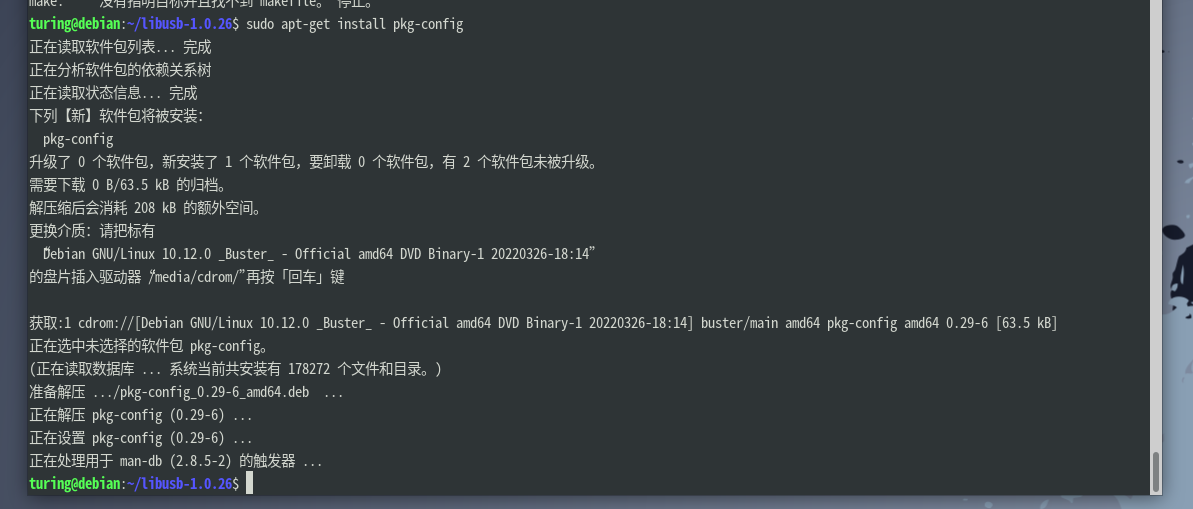 make: 没有指明目标并且找不到 makefile。 停止。
turing@debian:~/libusb-1.0.26$ sudo apt-get install pkg-config
正在读取软件包列表... 完成
正在分析软件包的依赖关系树
正在读取状态信息... 完成
下列【新】软件包将被安装：
  pkg-config
升级了 0 个软件包，新安装了 1 个软件包，要卸载 0 个软件包，有 2 个软件包未被升级。
需要下载 0 B/63.5 kB 的归档。
解压缩后会消耗 208 kB 的额外空间。
更换介质：请把标有
 “Debian GNU/Linux 10.12.0 _Buster_ - Official amd64 DVD Binary-1 20220326-18:14”
的盘片插入驱动器“/media/cdrom/”再按「回车」键
获取:1 cdrom://[Debian GNU/Linux 10.12.0 _Buster_ - Official amd64 DVD Binary-1 20220326-18:14] buster/main amd64 pkg-config amd64 0.29-6 [63.5 kB]
正在选中未选择的软件包 pkg-config。
(正在读取数据库 ... 系统当前共安装有 178272 个文件和目录。)
准备解压 .../pkg-config_0.29-6_amd64.deb  ...
正在解压 pkg-config (0.29-6) ...
正在设置 pkg-config (0.29-6) ...
正在处理用于 man-db (2.8.5-2) 的触发器 ...
turing@debian:~/libusb-1.0.26$